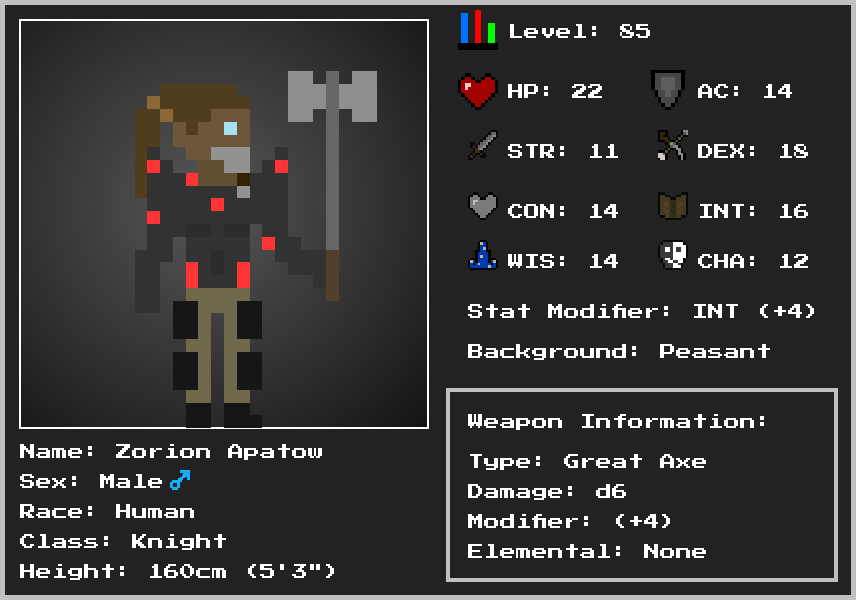 Level: 85
HP: 22
AC: 14
STR: 11
DEX: 18
CON: 14
INT: 16
WIS: 14
CHA: 12
Stat Modifier: INT (+4)
Background: Peasant
Weapon Information:
Type: Great Axe
Damage: d6
Modifier: (+4)
Elemental: None
Name: Zorion Apatow
Sex: Male ♂
Race: Human
Class: Knight
Height: 160cm (5'3")